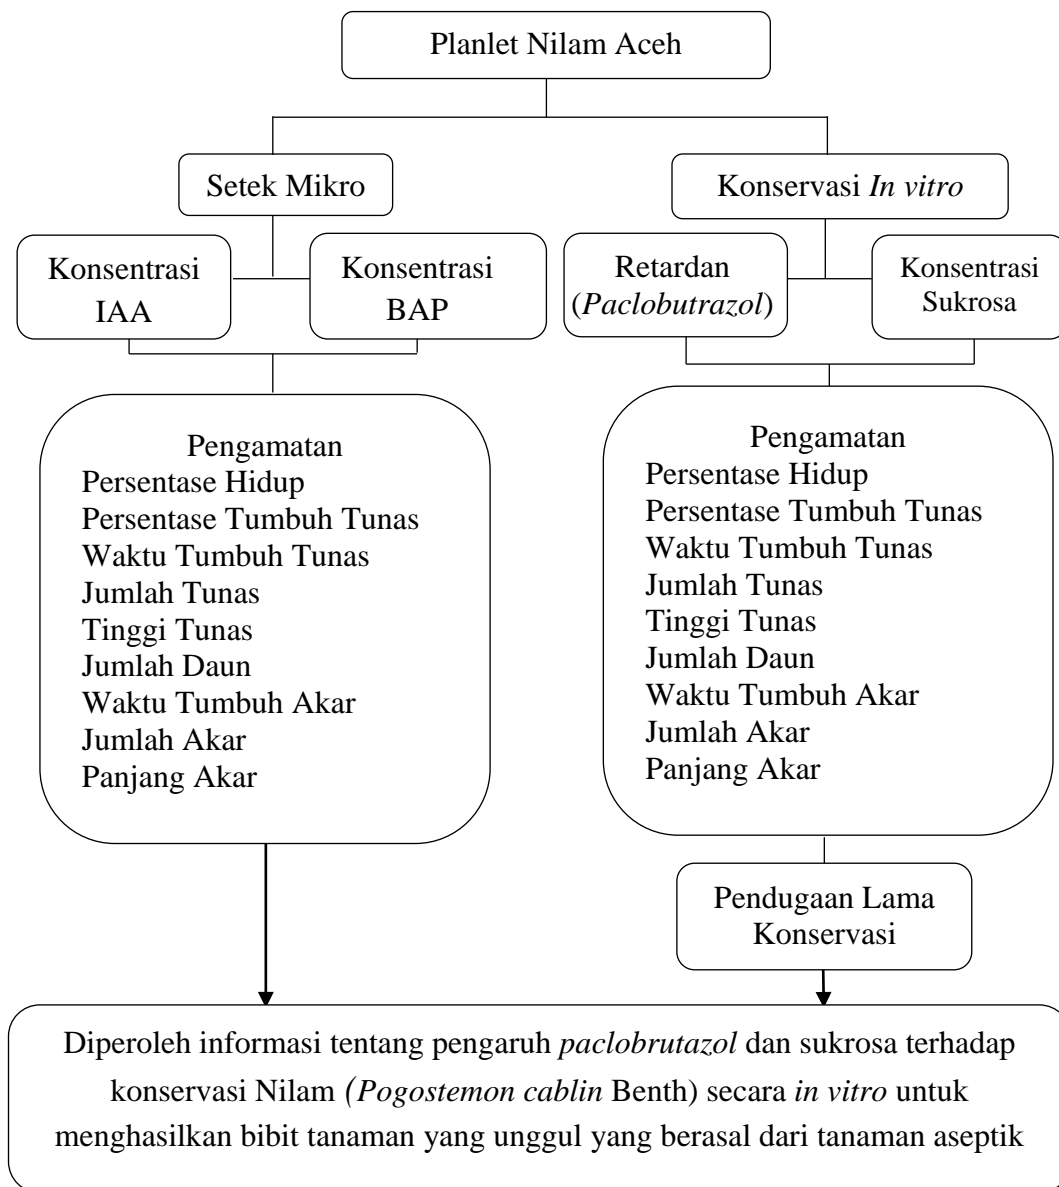 Planlet Nilam Aceh
Setek Mikro
Konservasi In vitro
Konsentrasi
IAA
Konsentrasi
BAP
Retardan
(Paclobutrazol)
Konsentrasi
Sukrosa
Pengamatan
Persentase Hidup
Persentase Tumbuh Tunas
Waktu Tumbuh Tunas
Jumlah Tunas
Tinggi Tunas
Jumlah Daun
Waktu Tumbuh Akar
Jumlah Akar
Panjang Akar
Pengamatan
Persentase Hidup
Persentase Tumbuh Tunas
Waktu Tumbuh Tunas
Jumlah Tunas
Tinggi Tunas
Jumlah Daun
Waktu Tumbuh Akar
Jumlah Akar
Panjang Akar
Pendugaan Lama
Konservasi
Diperoleh informasi tentang pengaruh paclobrutazol dan sukrosa terhadap
konservasi Nilam (Pogostemon cablin Benth) secara in vitro untuk
menghasilkan bibit tanaman yang unggul yang berasal dari tanaman aseptik